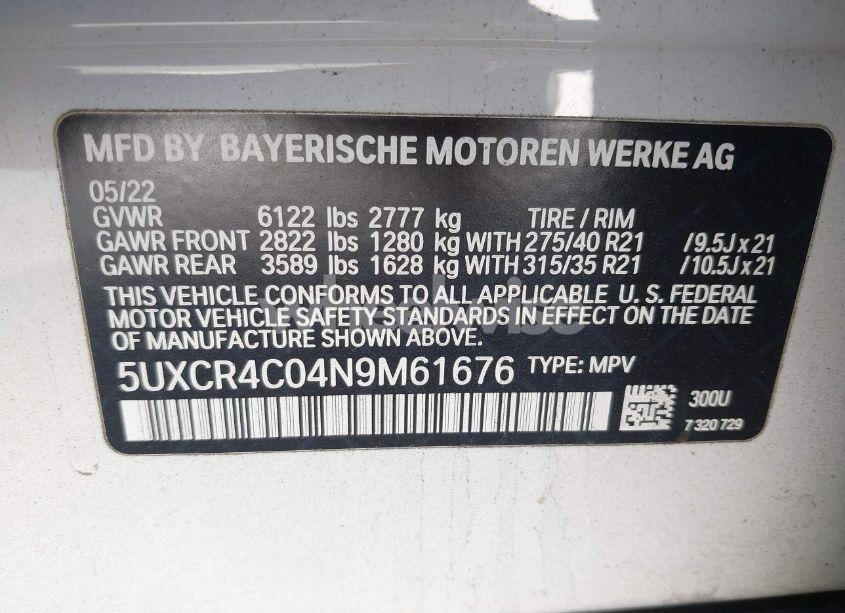 MFD BY BAYERISCHE MOTOREN WERKE AG
05/22
GVWR 6122 lbs 2777 kg TIRE / RIM
GAWR FRONT 2822 lbs 1280 kg WITH 275/40 R21 /9.5J x 21
GAWR REAR 3589 lbs 1628 kg WITH 315/35 R21 /10.5J x 21
THIS VEHICLE CONFORMS TO ALL APPLICABLE U. S. FEDERAL
MOTOR VEHICLE SAFETY STANDARDS IN EFFECT ON THE DATE
OF MANUFACTURE SHOWN ABOVE.
5UXCR4C04N9M61676 TYPE: MPV
300U
7 320 729